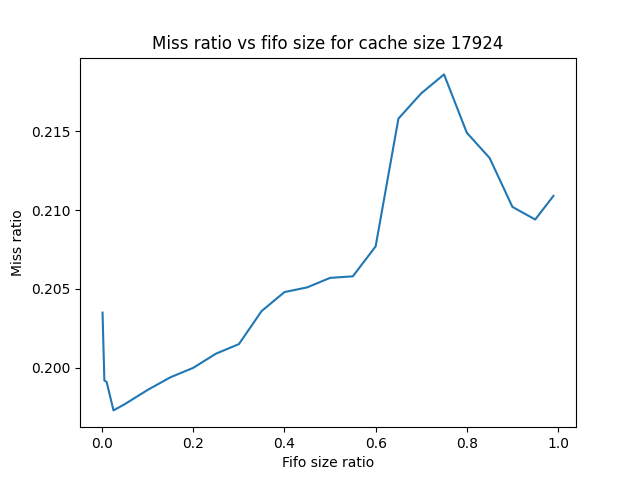 Miss ratio vs fifo size for cache size 17924
0.215
0.210
0.205
0.200
Miss ratio
0.0 0.2 0.4 0.6 0.8 1.0
Fifo size ratio